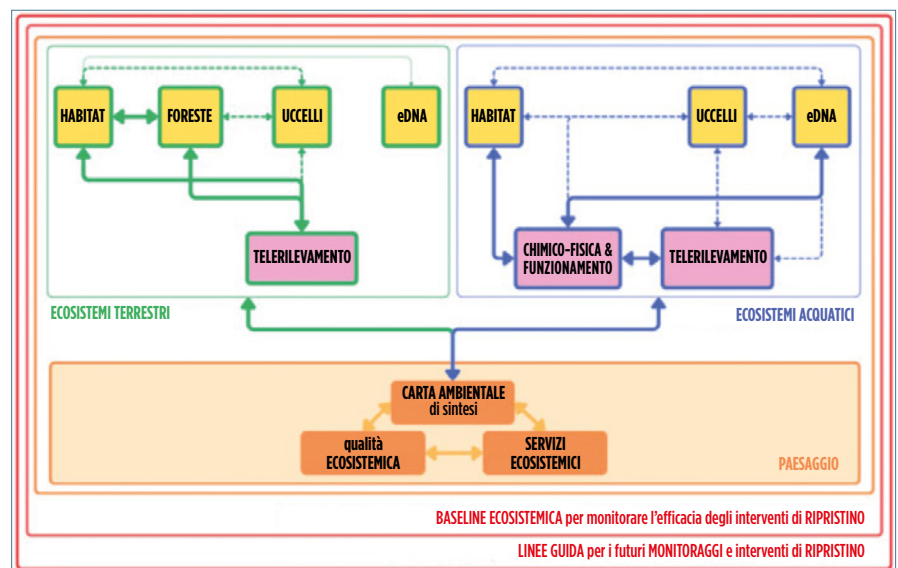 HABITAT
FORESTE
UCCELLI
eDNA
TELERILEVAMENTO
ECOSISTEMI TERRESTRI
HABITAT
UCCELLI
eDNA
CHIMICO-FISICA &
FUNZIONAMENTO
TELERILEVAMENTO
ECOSISTEMI ACQUATICI
CARTA AMBIENTALE
di sintesi
qualità
ECOSISTEMICA
SERVIZI
ECOSISTEMICI
PAESAGGIO
BASELINE ECOSISTEMICA per monitorare l'efficacia degli interventi di RIPRISTINO
LINEE GUIDA per i futuri MONITORAGGI e interventi di RIPRISTINO